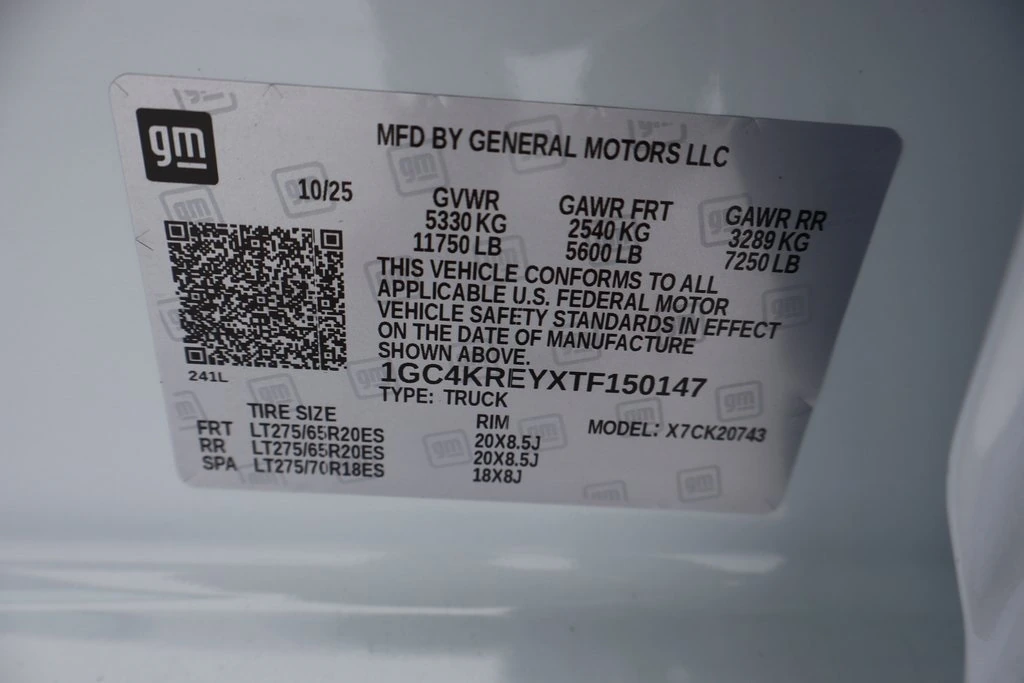 gm
MFD BY GENERAL MOTORS LLC
10/25
GVWR
5330 KG
11750 LB
GAWR FRT
2540 KG
5600 LB
GAWR RR
3289 KG
7250 LB
THIS VEHICLE CONFORMS TO ALL
APPLICABLE U.S. FEDERAL MOTOR
VEHICLE SAFETY STANDARDS IN EFFECT
ON THE DATE OF MANUFACTURE
SHOWN ABOVE.
1GC4KREYXTF150147
TYPE: TRUCK
241L
TIRE SIZE RIM
FRT LT275/65R20ES 20X8.5J
RR LT275/65R20ES 20X8.5J
SPA LT275/70R18ES 18X8J
MODEL: X7CK20743